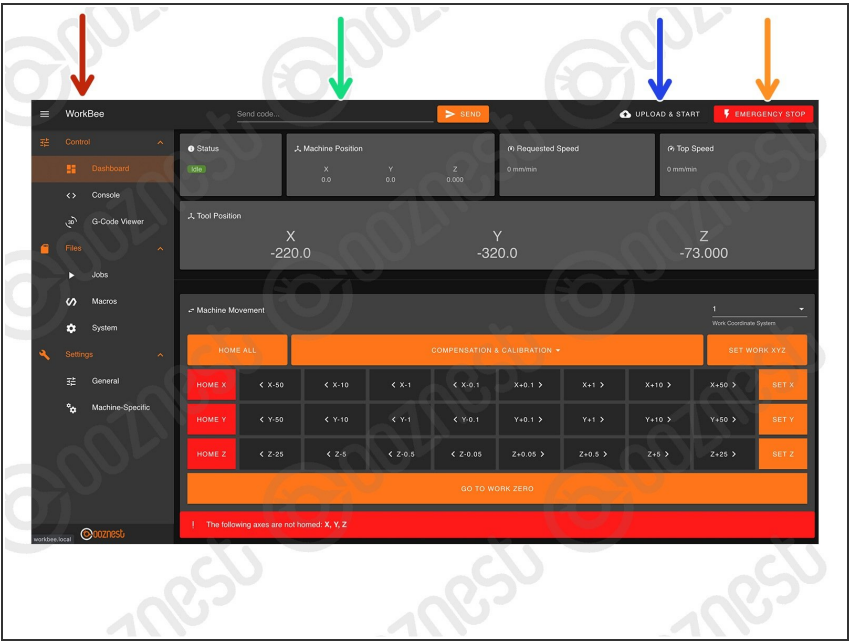 WorkBee
Send code...
SEND
UPLOAD & START
EMERGENCY STOP
Control
Dashboard
Console
G-Code Viewer
Files
Jobs
Macros
System
Settings
General
Machine-Specific
workbee.local
ooznest
Status
Idle
Machine Position
X Y Z
0.0 0.0 0.000
Requested Speed
0 mm/min
Top Speed
0 mm/min
Tool Position
X Y Z
-220.0 -320.0 -73.000
Machine Movement
1
Work Coordinate System
HOME ALL COMPENSATION & CALIBRATION SET WORK XYZ
HOME X < X-50 < X-10 < X-1 < X-0.1 X+0.1 > X+1 > X+10 > X+50 > SET X
HOME Y < Y-50 < Y-10 < Y-1 < Y-0.1 Y+0.1 > Y+1 > Y+10 > Y+50 > SET Y
HOME Z < Z-25 < Z-5 < Z-0.5 < Z-0.05 Z+0.05 > Z+0.5 > Z+5 > Z+25 > SET Z
GO TO WORK ZERO
! The following axes are not homed: X, Y, Z